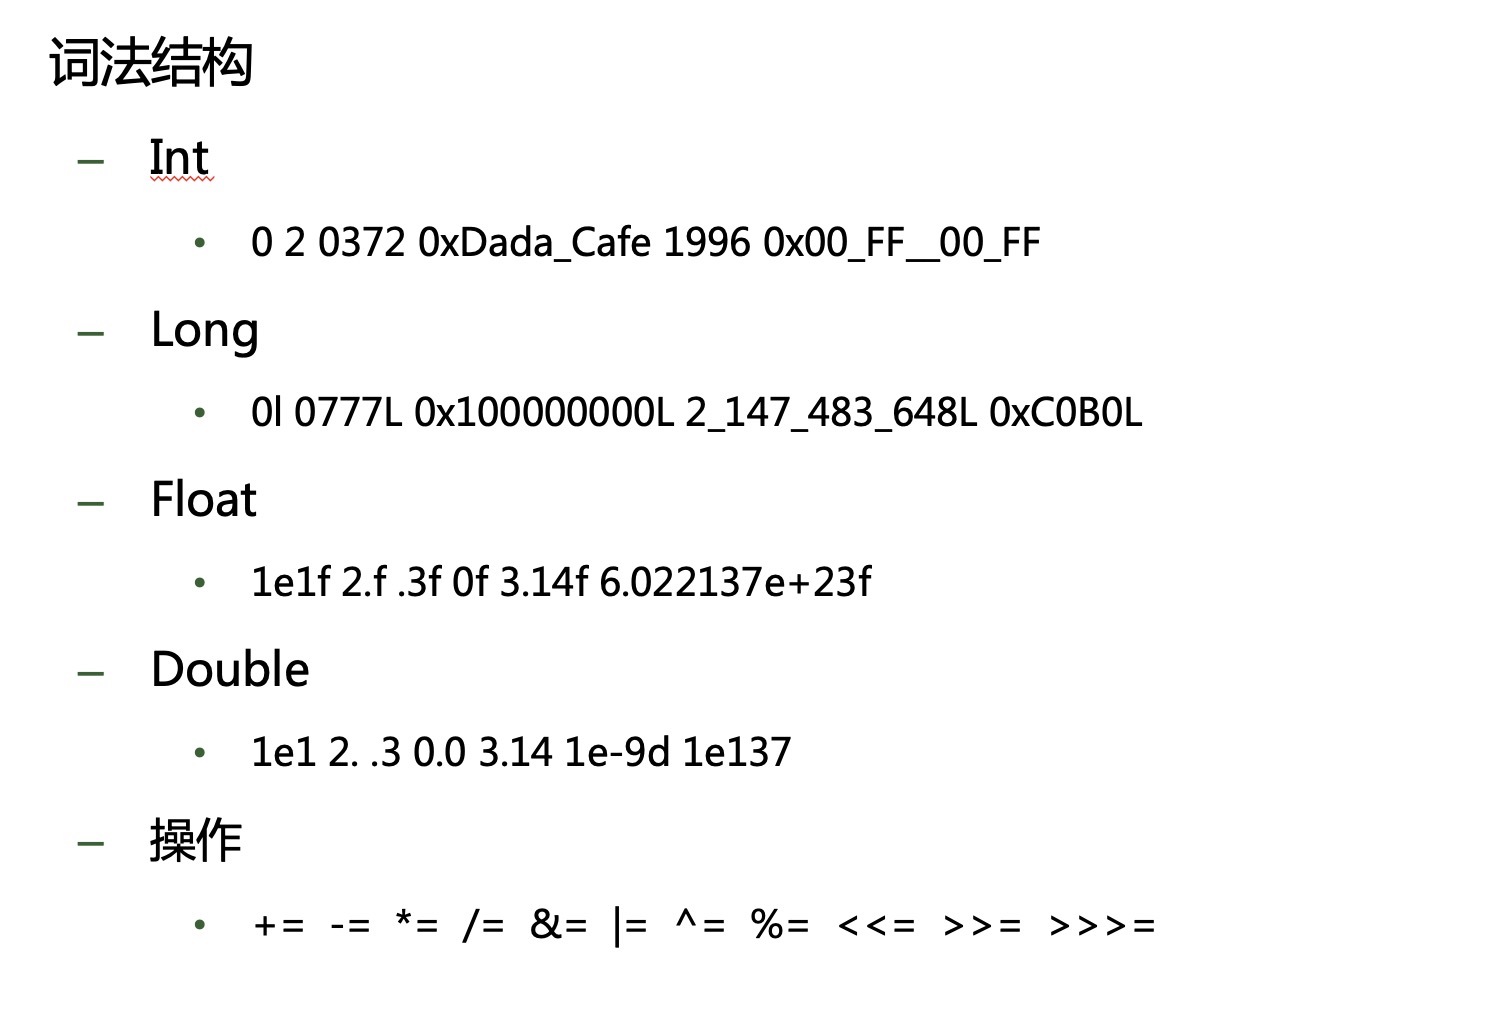 词法结构
– Int
• 0 2 0372 0xDada_Cafe 1996 0x00_FF__00_FF
– Long
• 0l 0777L 0x100000000L 2_147_483_648L 0xC0B0L
– Float
• 1e1f 2.f .3f 0f 3.14f 6.022137e+23f
– Double
• 1e1 2. .3 0.0 3.14 1e-9d 1e137
– 操作
• += -= *= /= &= |= ^= %= <<= >>= >>>=